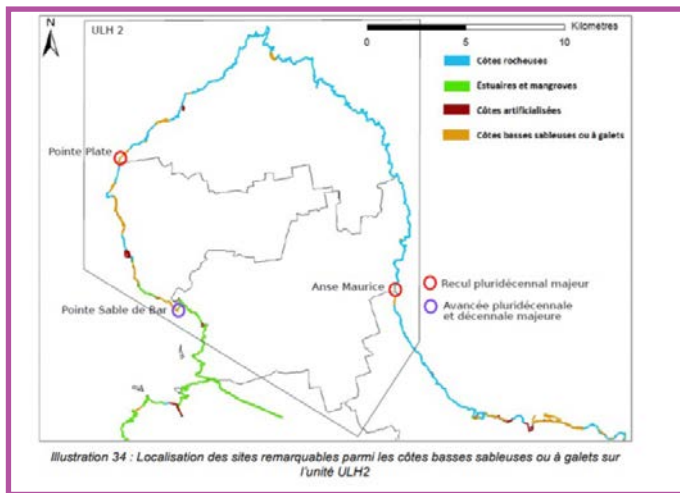 N
ULH 2
Kilomètres
0 5 10
Côtes rocheuses
Estuaires et mangroves
Côtes artificialisées
Côtes basses sableuses ou à galets
Pointe Plate
Anse Maurice
Recul pluridécennal majeur
Pointe Sable de Bar
Avancée pluridécennale
et décennale majeure
Illustration 34 : Localisation des sites remarquables parmi les côtes basses sableuses ou à galets sur
l'unité ULH2